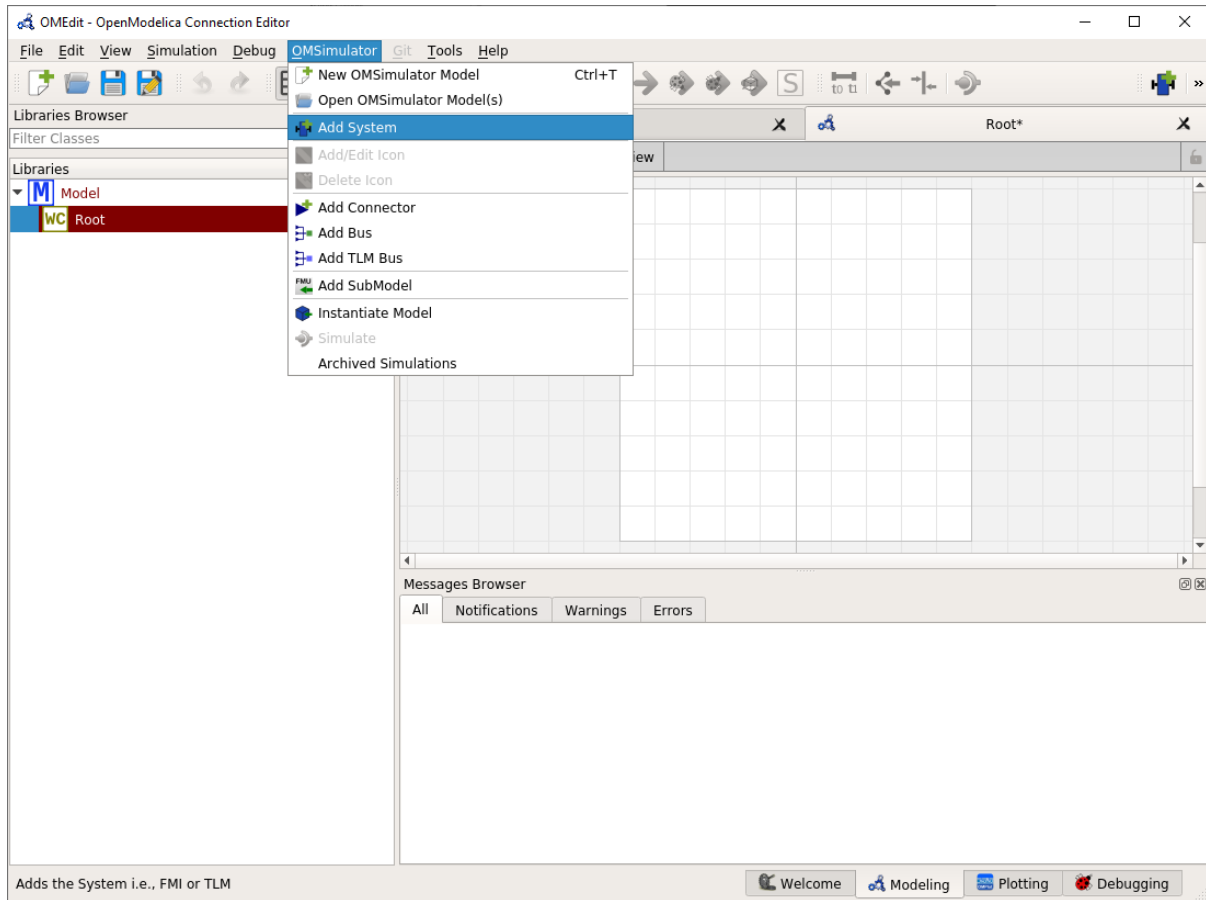 OMEdit - OpenModelica Connection Editor
File Edit View Simulation Debug OMSimulator Git Tools Help
New OMSimulator Model Ctrl+T
Open OMSimulator Model(s)
Add System
Add/Edit Icon
Delete Icon
Add Connector
Add Bus
Add TLM Bus
FMU Add SubModel
Instantiate Model
Simulate
Archived Simulations
S to t1 »
Libraries Browser
Filter Classes
Libraries
M Model
WC Root
Root*
iew
Messages Browser
All Notifications Warnings Errors
Adds the System i.e., FMI or TLM
Welcome Modeling Plotting Debugging